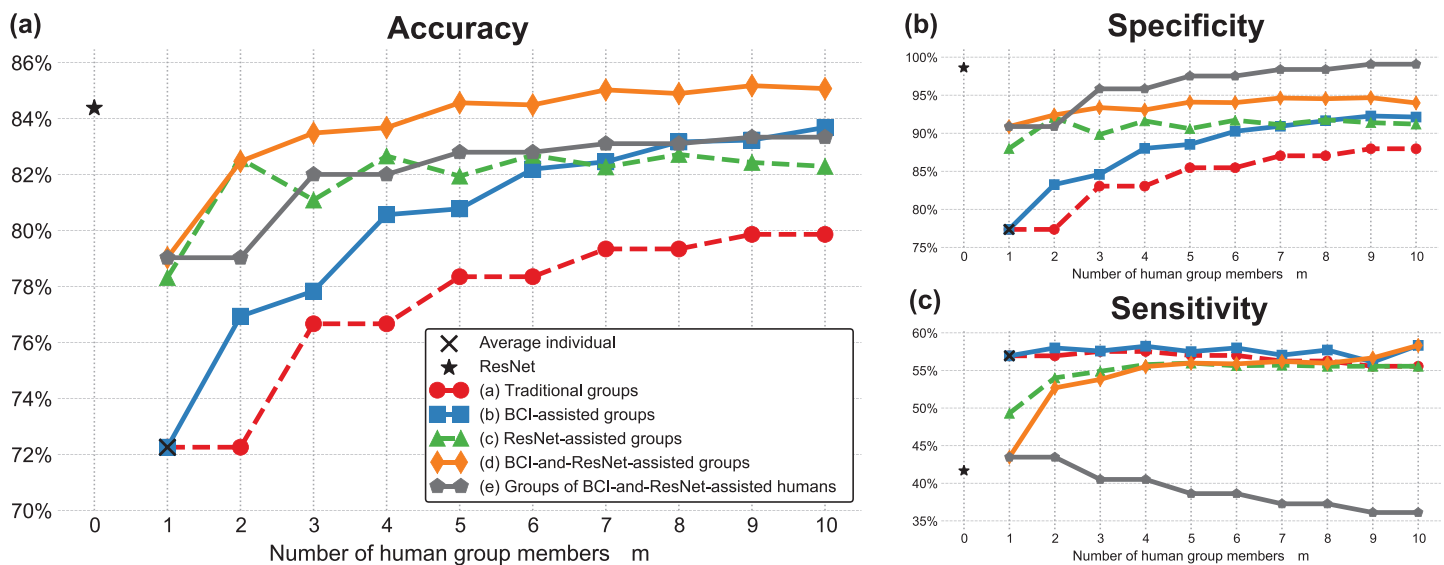 (a)
Accuracy
86%
84%
82%
80%
78%
76%
74%
72%
70%
0 1 2 3 4 5 6 7 8 9 10
Number of human group members m
Average individual
ResNet
(a) Traditional groups
(b) BCI-assisted groups
(c) ResNet-assisted groups
(d) BCI-and-ResNet-assisted groups
(e) Groups of BCI-and-ResNet-assisted humans
(b)
Specificity
100%
95%
90%
85%
80%
75%
0 1 2 3 4 5 6 7 8 9 10
Number of human group members m
(c)
Sensitivity
60%
55%
50%
45%
40%
35%
0 1 2 3 4 5 6 7 8 9 10
Number of human group members m